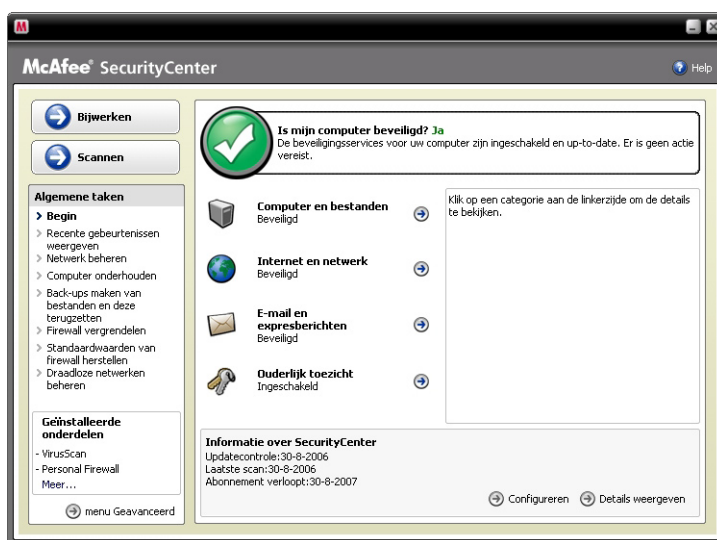 McAfee® SecurityCenter
Help
Bijwerken
Scannen
Algemene taken
Begin
Recente gebeurtenissen
weergeven
Netwerk beheren
Computer onderhouden
Back-ups maken van
bestanden en deze
terugzetten
Firewall vergrendelen
Standaardwaarden van
firewall herstellen
Draadloze netwerken
beheren
Geïnstalleerde
onderdelen
- VirusScan
- Personal Firewall
Meer...
menu Geavanceerd
Is mijn computer beveiligd? Ja
De beveiligingsservices voor uw computer zijn ingeschakeld en up-to-date. Er is geen actie
vereist.
Computer en bestanden
Beveiligd
Internet en netwerk
Beveiligd
E-mail en
expresberichten
Beveiligd
Ouderlijk toezicht
Ingeschakeld
Klik op een categorie aan de linkerzijde om de details
te bekijken.
Informatie over SecurityCenter
Updatecontrole:30-8-2006
Laatste scan:30-8-2006
Abonnement verloopt:30-8-2007
Configureren
Details weergeven